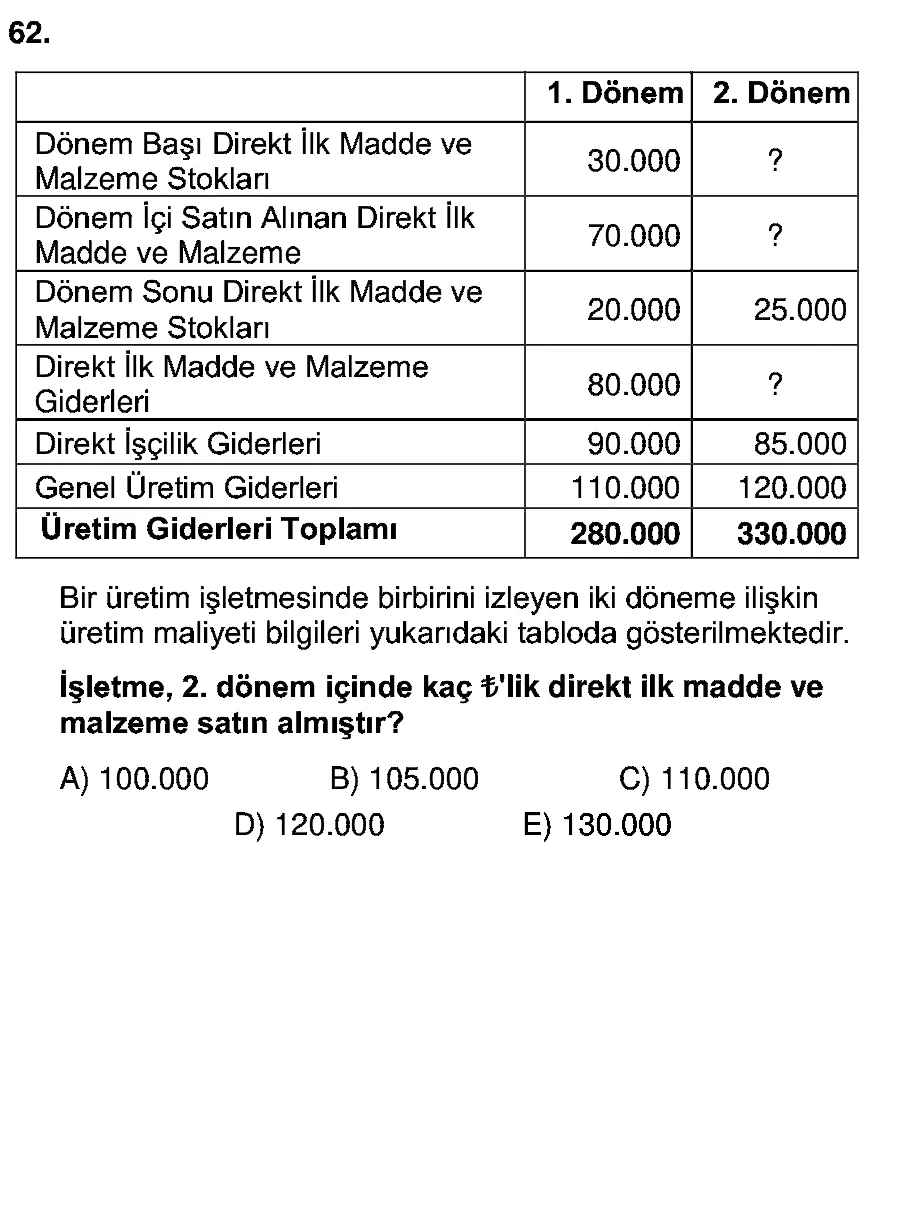 62.
1. Dönem 2. Dönem
Dönem Başı Direkt İlk Madde ve
Malzeme Stokları 30.000 ?
Dönem İçi Satın Alınan Direkt İlk
Madde ve Malzeme 70.000 ?
Dönem Sonu Direkt İlk Madde ve
Malzeme Stokları 20.000 25.000
Direkt İlk Madde ve Malzeme
Giderleri 80.000 ?
Direkt İşçilik Giderleri 90.000 85.000
Genel Üretim Giderleri 110.000 120.000
Üretim Giderleri Toplamı 280.000 330.000
Bir üretim işletmesinde birbirini izleyen iki döneme ilişkin
üretim maliyeti bilgileri yukarıdaki tabloda gösterilmektedir.
İşletme, 2. dönem içinde kaç ₺'lik direkt ilk madde ve
malzeme satın almıştır?
A) 100.000 B) 105.000 C) 110.000
D) 120.000 E) 130.000